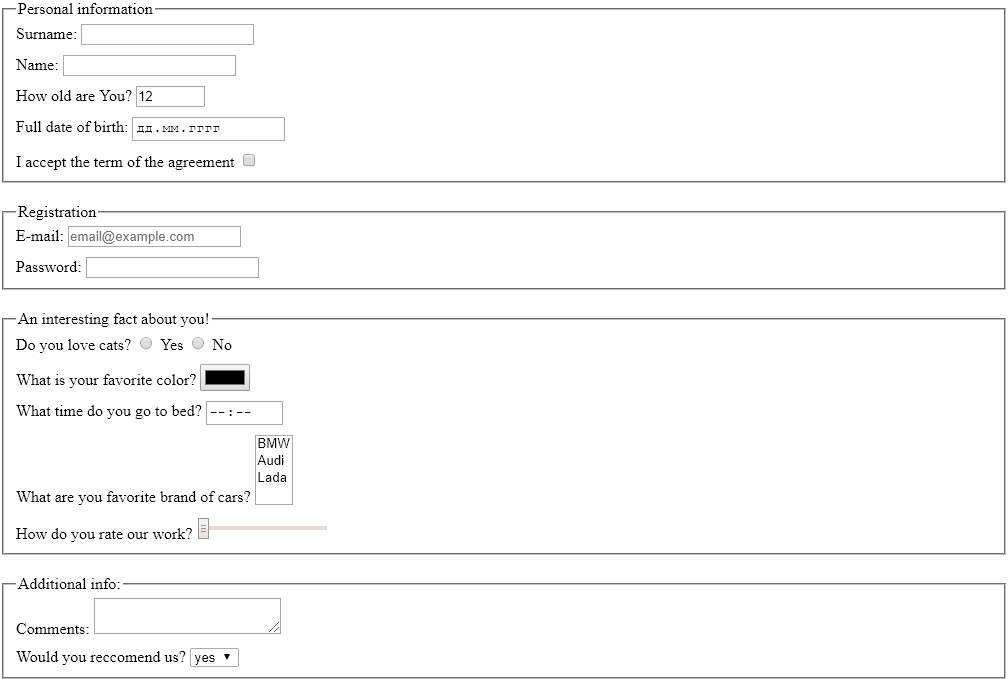 Personal information
Surname:
Name:
How old are You? 12
Full date of birth: дд.мм.гггг
I accept the term of the agreement
Registration
E-mail: email@example.com
Password:
An interesting fact about you!
Do you love cats? Yes No
What is your favorite color?
What time do you go to bed? --:--
BMW
Audi
Lada
What are you favorite brand of cars?
How do you rate our work?
Additional info:
Comments:
Would you reccomend us? yes